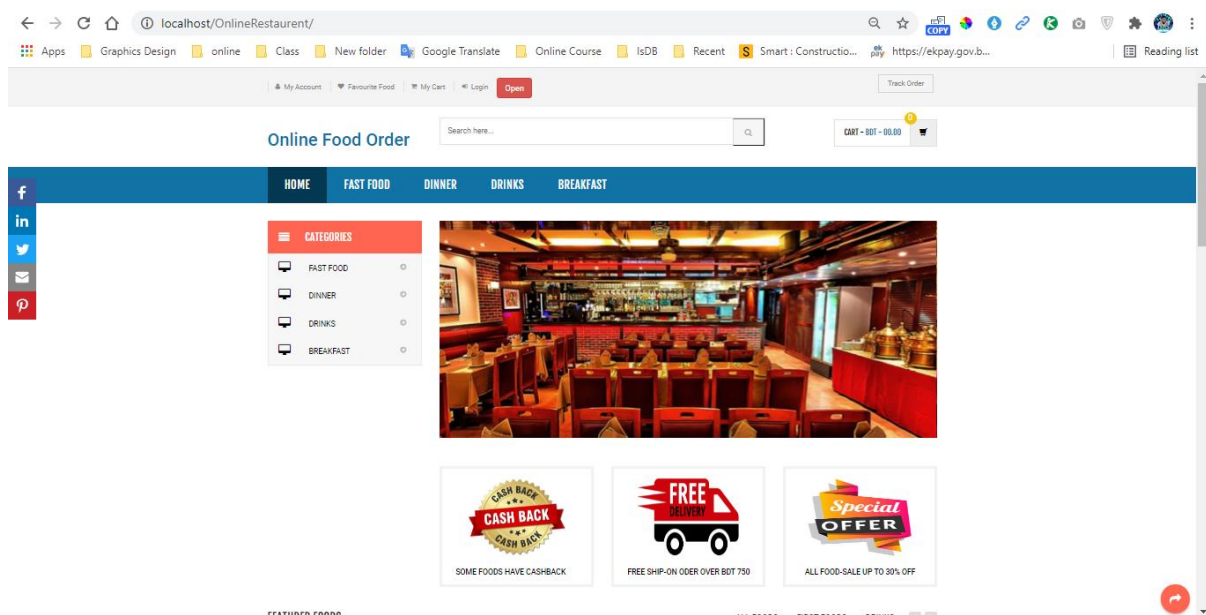 localhost/OnlineRestaurent/
COPY
Apps Graphics Design online Class New folder Google Translate Online Course IsDB Recent S Smart : Constructio... ek pay https://ekpay.gov.b... Reading list
My Account Favourite Food My Cart Login Open Track Order
Online Food Order Search here... CART - BDT - 00.00 0
HOME FAST FOOD DINNER DRINKS BREAKFAST
f
in
CATEGORIES
FAST FOOD
DINNER
DRINKS
BREAKFAST
CASH BACK
CASH BACK
CASH BACK
SOME FOODS HAVE CASHBACK
FREE
DELIVERY
FREE SHIP-ON ODER OVER BDT 750
Special
OFFER
ALL FOOD-SALE UP TO 30% OFF